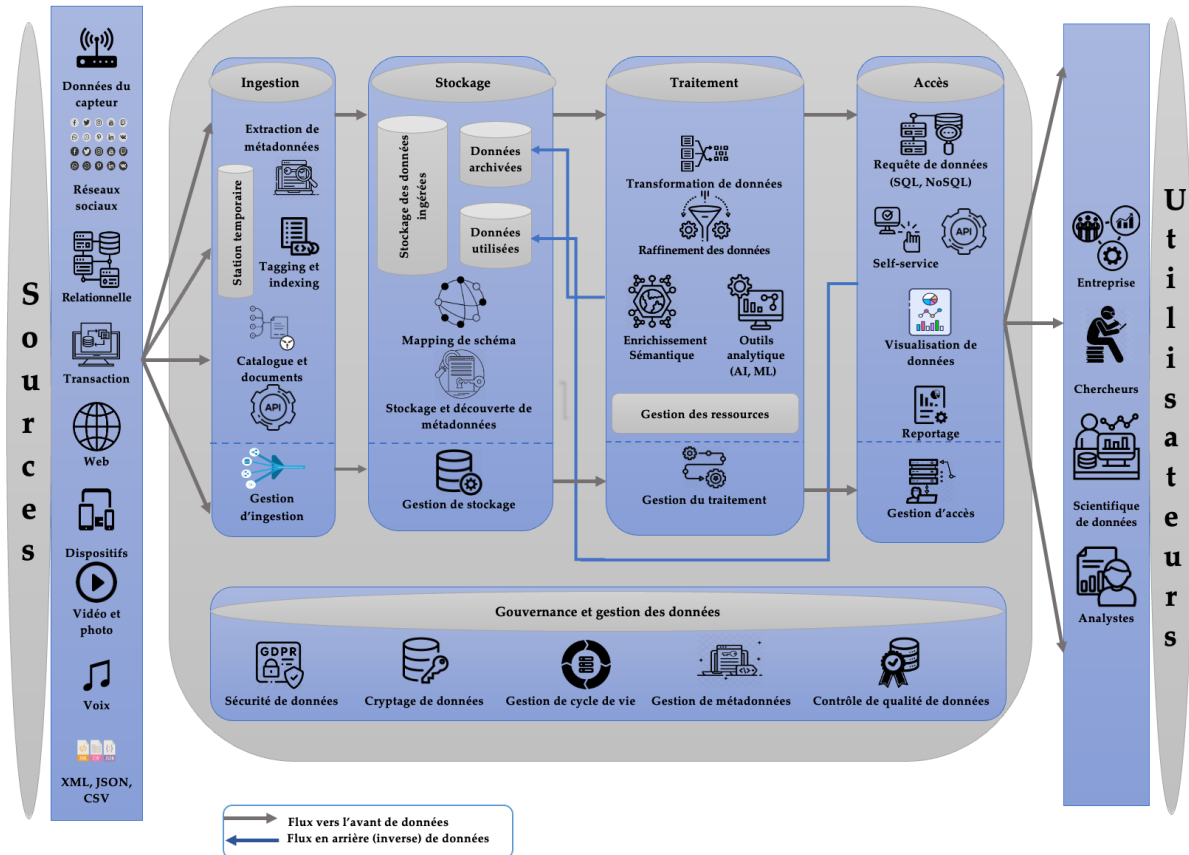 Sources
Données du
capteur
Réseaux
sociaux
Relationnelle
Transaction
Web
Dispositifs
Vidéo et
photo
Voix
XML, JSON,
CSV
Ingestion
Extraction de
métadonnées
Station temporaire
Tagging et
indexing
Catalogue et
documents
API
Gestion
d'ingestion
Stockage
Stockage des données
ingérées
Données
archivées
Données
utilisées
Mapping de schéma
Stockage et découverte de
métadonnées
Gestion de stockage
Traitement
Transformation de données
Raffinement des données
Enrichissement
Sémantique
Outils
analytique
(AI, ML)
Gestion des ressources
Gestion du traitement
Accès
Requête de données
(SQL, NoSQL)
Self-service
API
Visualisation de
données
Reportage
Gestion d'accès
Gouvernance et gestion des données
GDPR
Sécurité de données
Cryptage de données
Gestion de cycle de vie
Gestion de métadonnées
Contrôle de qualité de données
Entreprise
Chercheurs
Scientifique
de données
Analystes
Utilisateurs
Flux vers l'avant de données
Flux en arrière (inverse) de données